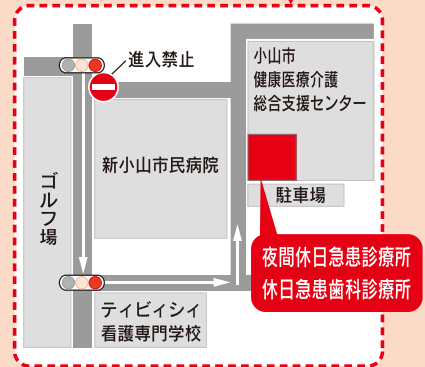 進入禁止
小山市
健康医療介護
総合支援センター
新小山市民病院
ゴルフ場
駐車場
夜間休日急患診療所
休日急患歯科診療所
ティビィシィ
看護専門学校